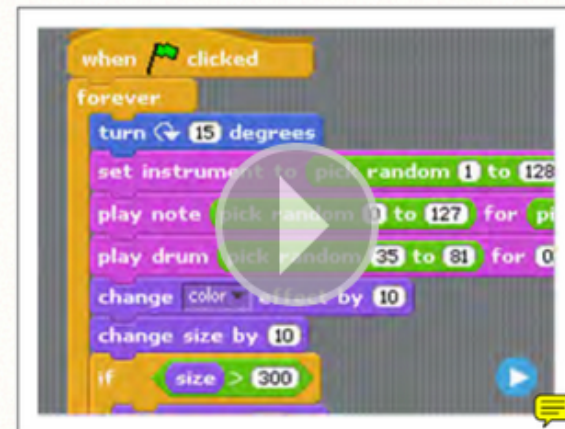 when clicked
forever
turn 15 degrees
set instrument to pick random 1 to 128
play note pick random 0 to 127 for
play drum pick random 35 to 81 for
change color effect by 10
change size by 10
if size > 300